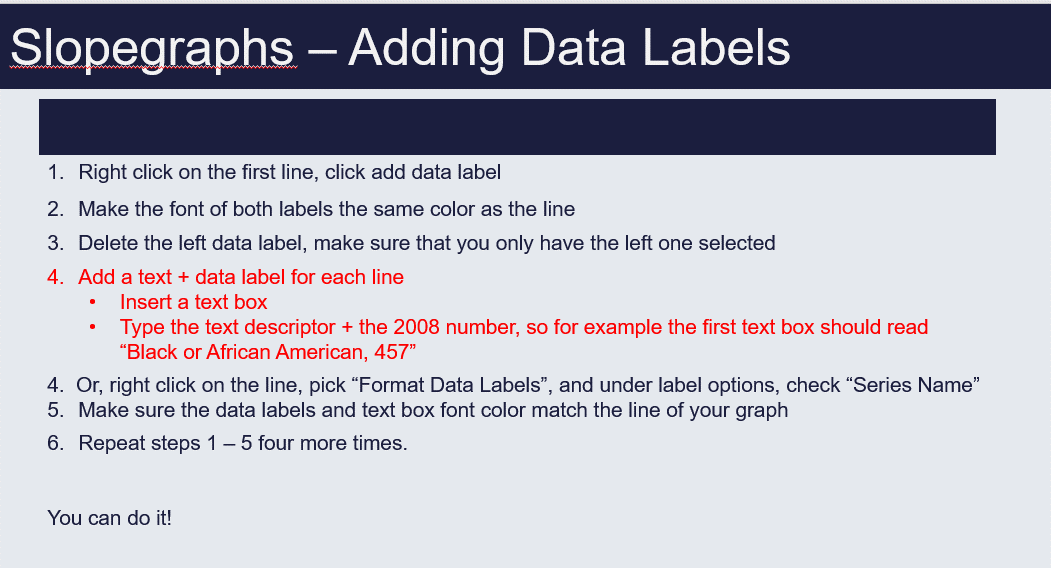 Slopegraphs – Adding Data Labels
1. Right click on the first line, click add data label
2. Make the font of both labels the same color as the line
3. Delete the left data label, make sure that you only have the left one selected
4. Add a text + data label for each line
• Insert a text box
• Type the text descriptor + the 2008 number, so for example the first text box should read
“Black or African American, 457”
4. Or, right click on the line, pick “Format Data Labels”, and under label options, check “Series Name”
5. Make sure the data labels and text box font color match the line of your graph
6. Repeat steps 1 – 5 four more times.
You can do it!